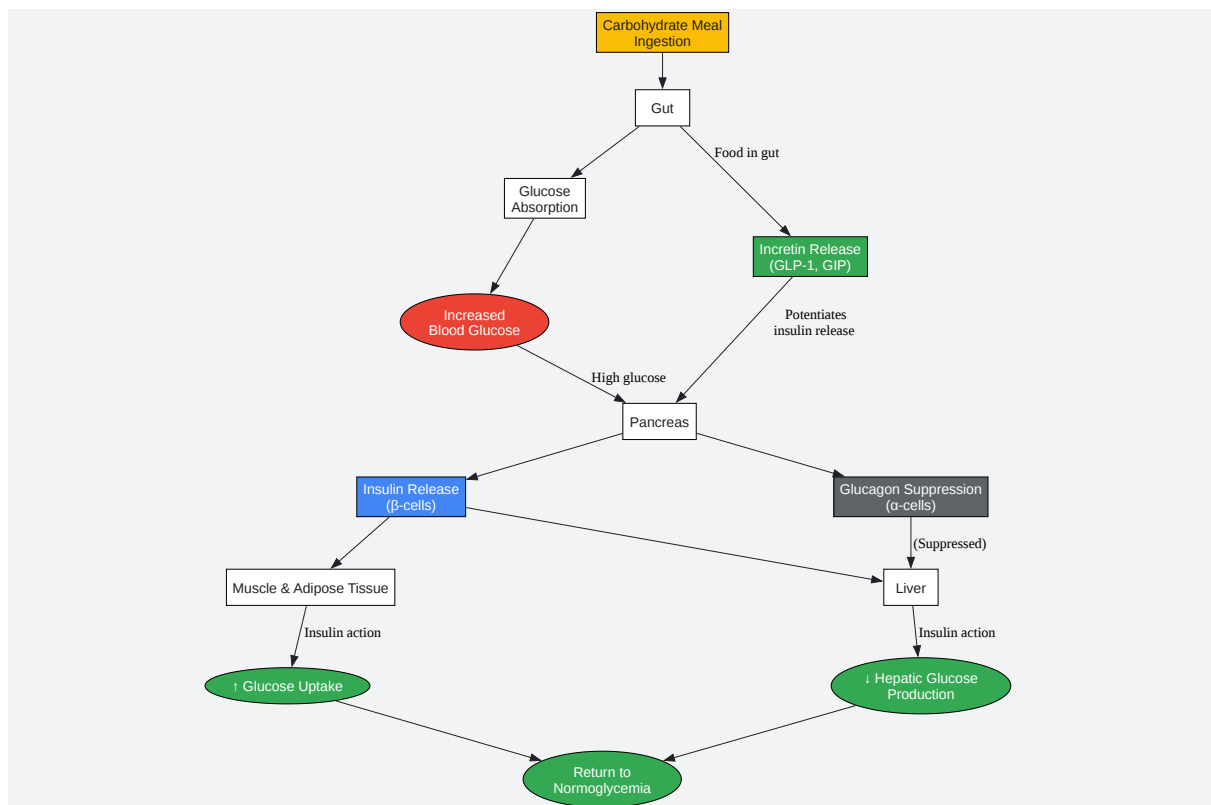 Carbohydrate Meal
Ingestion
Gut
Food in gut
Glucose
Absorption
Incretin Release
(GLP-1, GIP)
Increased
Blood Glucose
Potentiates
insulin release
High glucose
Pancreas
Insulin Release
(β-cells)
Glucagon Suppression
(α-cells)
(Suppressed)
Muscle & Adipose Tissue
Liver
Insulin action
Insulin action
↑ Glucose Uptake
↓ Hepatic Glucose
Production
Return to
Normoglycemia